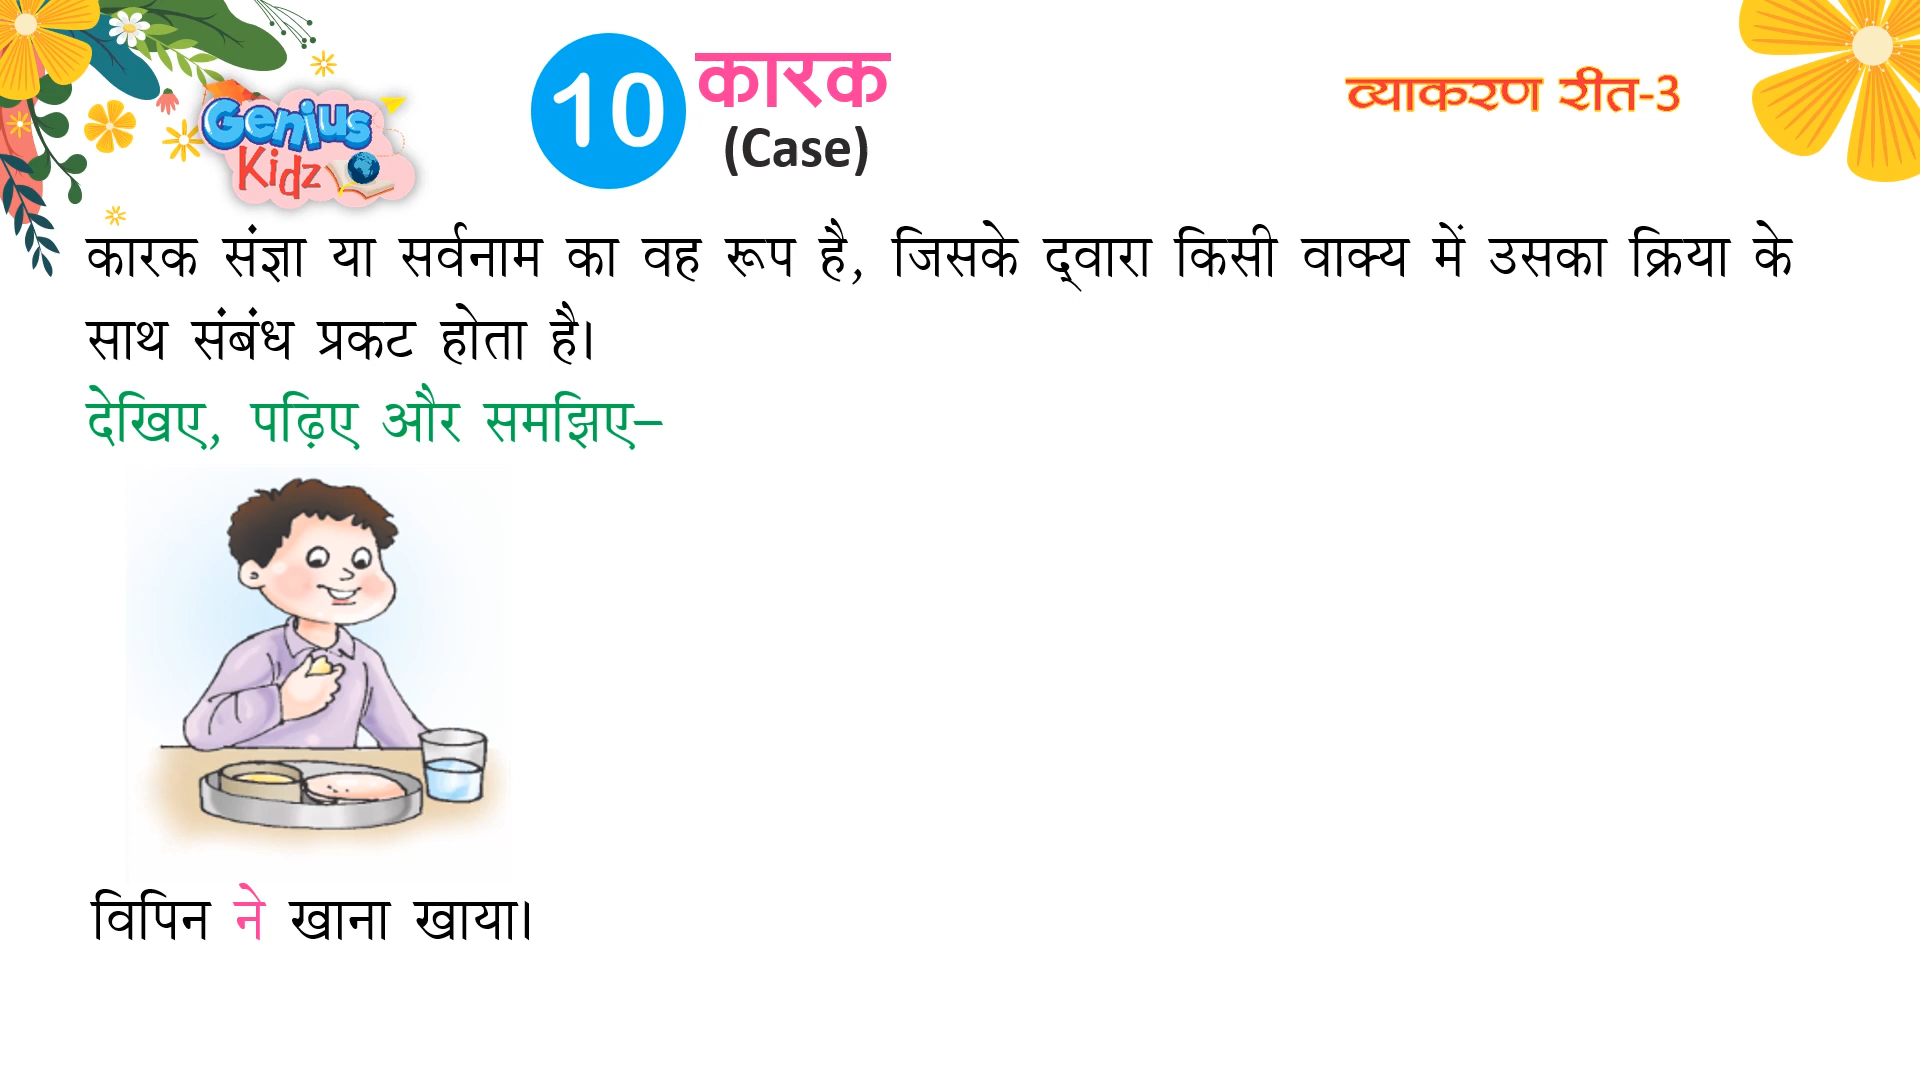 Genius
Kidz
10
कारक
(Case)
व्याकरण रीत-3
कारक संज्ञा या सर्वनाम का वह रूप है, जिसके द्‌वारा किसी वाक्य में उसका क्रिया के
साथ संबंध प्रकट होता है।
देखिए, पढ़िए और समझिए–
विपिन ने खाना खाया।